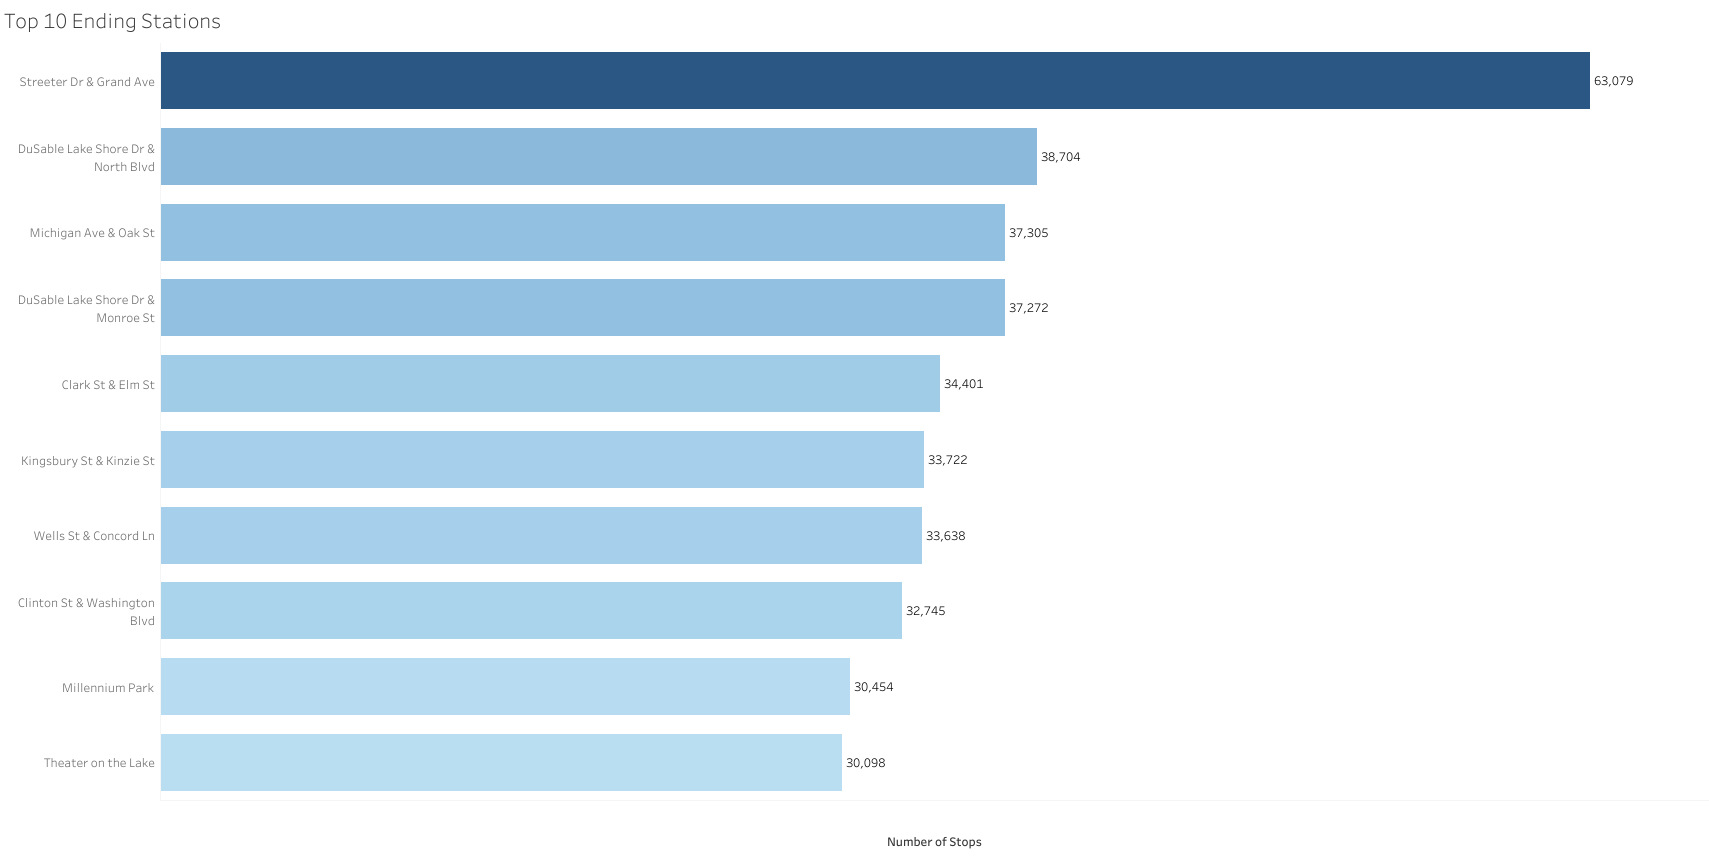 Top 10 Ending Stations
Streeter Dr & Grand Ave
63,079
DuSable Lake Shore Dr &
North Blvd
38,704
Michigan Ave & Oak St
37,305
DuSable Lake Shore Dr &
Monroe St
37,272
Clark St & Elm St
34,401
Kingsbury St & Kinzie St
33,722
Wells St & Concord Ln
33,638
Clinton St & Washington
Blvd
32,745
Millennium Park
30,454
Theater on the Lake
30,098
Number of Stops